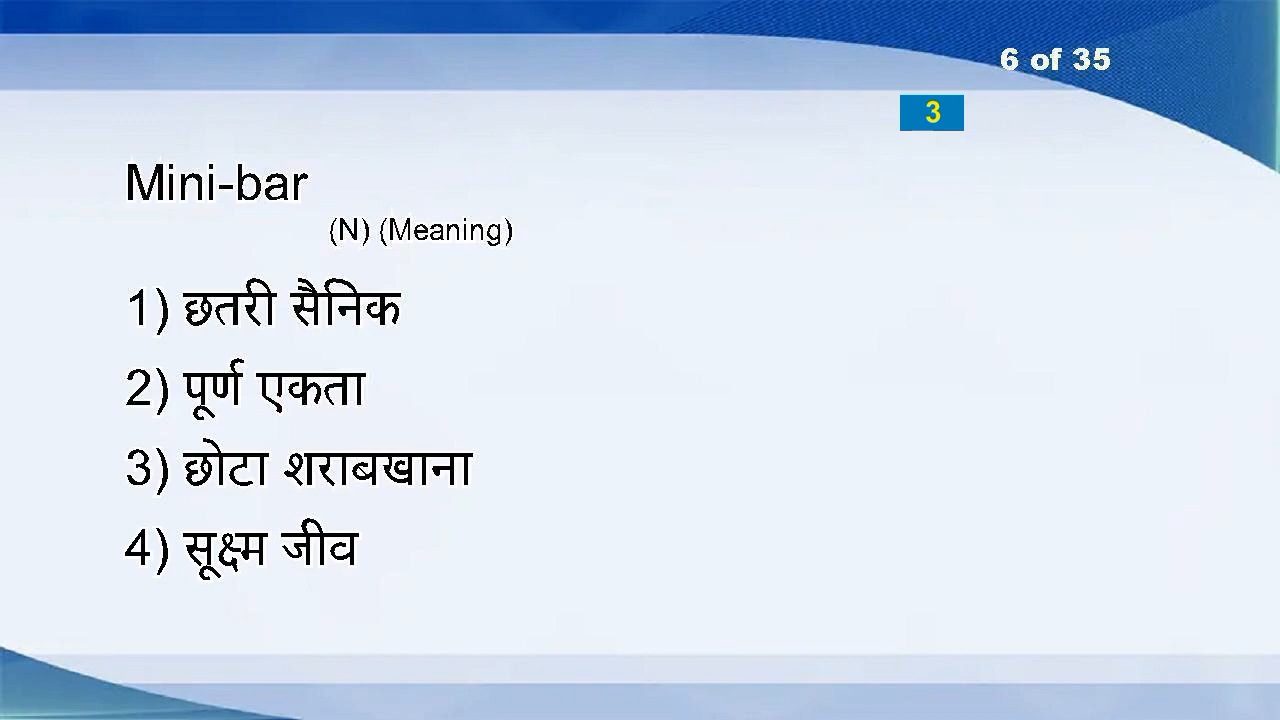 6 of 35
3
Mini-bar
(N) (Meaning)
1) छतरी सैनिक
2) पूर्ण एकता
3) छोटा शराबखाना
4) सूक्ष्म जीव